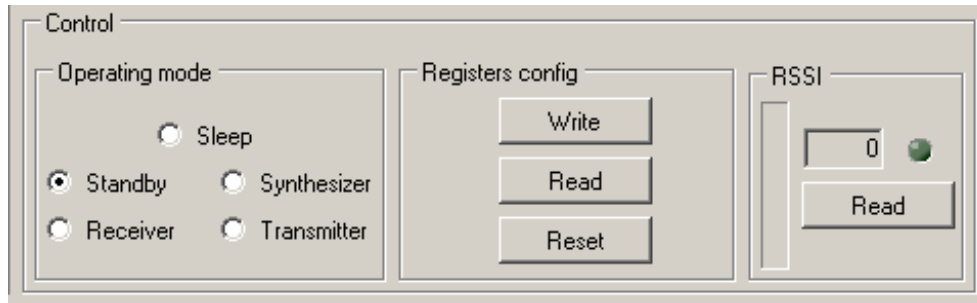 Control
Operating mode
Sleep
Standby
Synthesizer
Receiver
Transmitter
Registers config
Write
Read
Reset
RSSI
0
Read